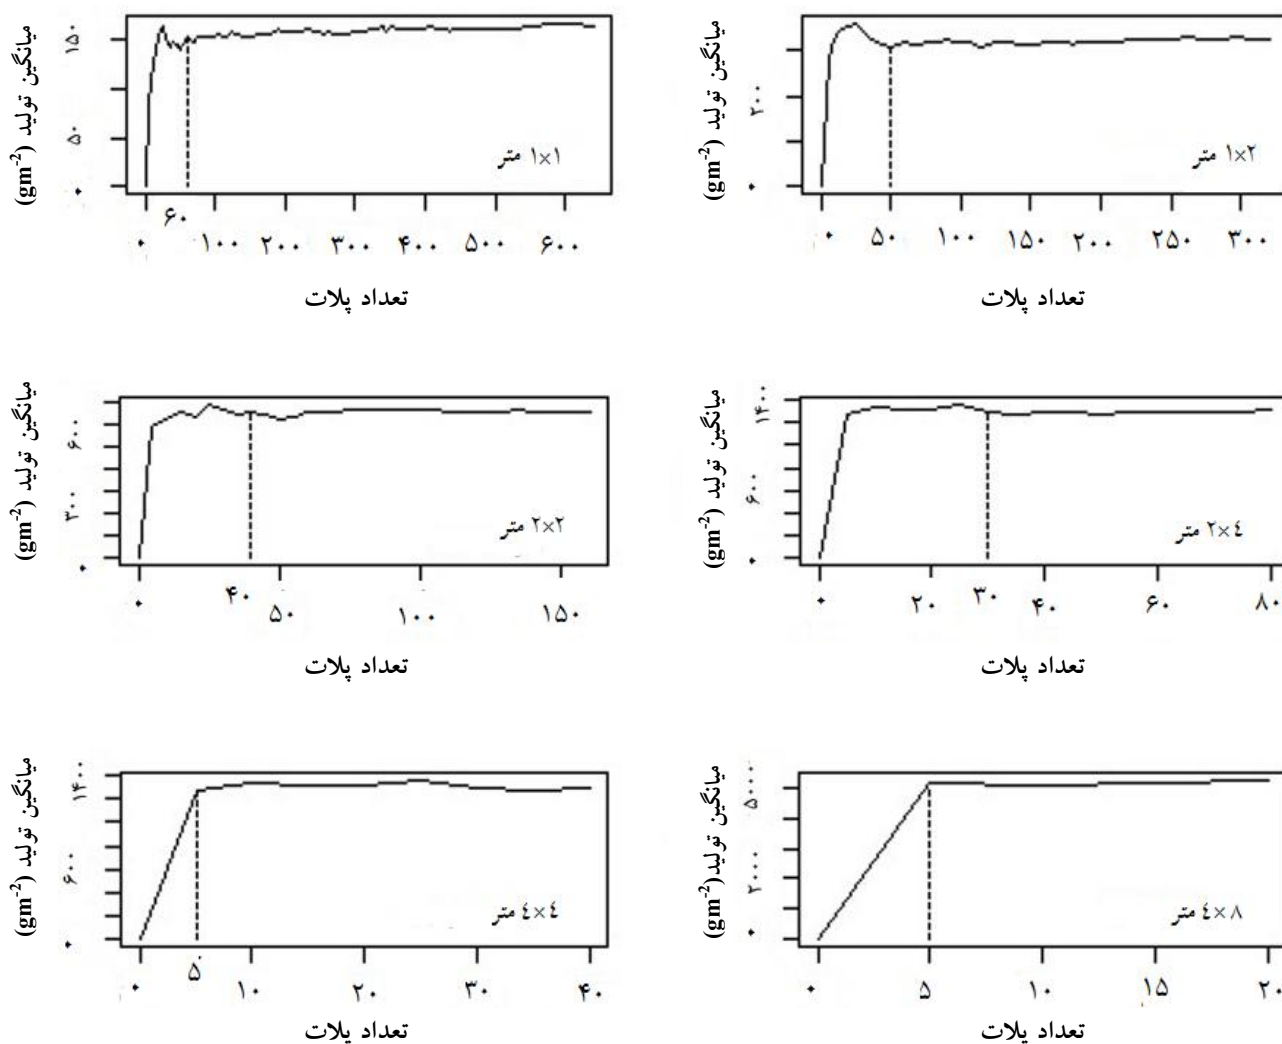 میانگین تولید (gm⁻²)
۱۵۰
۵۰
۰
۱×۱ متر
۶۰
۰ ۱۰۰ ۲۰۰ ۳۰۰ ۴۰۰ ۵۰۰ ۶۰۰
تعداد پلات
میانگین تولید (gm⁻²)
۲۰۰
۰
۱×۲ متر
۰ ۵۰ ۱۰۰ ۱۵۰ ۲۰۰ ۲۵۰ ۳۰۰
تعداد پلات
میانگین تولید (gm⁻²)
۶۰۰
۲۰۰
۰
۲×۲ متر
۰ ۴۰ ۵۰ ۱۰۰ ۱۵۰
تعداد پلات
میانگین تولید (gm⁻²)
۱۴۰۰
۶۰۰
۰
۲×٤ متر
۰ ۲۰ ۳۰ ۴۰ ۶۰ ۸۰
تعداد پلات
میانگین تولید (gm⁻²)
۱۴۰۰
۶۰۰
۰
٤×٤ متر
۰ ۵ ۱۰ ۲۰ ۳۰ ۴۰
تعداد پلات
میانگین تولید (gm⁻²)
۵۰۰۰
۲۰۰۰
۰
٤×۸ متر
۰ ۵ ۱۰ ۱۵ ۲۰
تعداد پلات